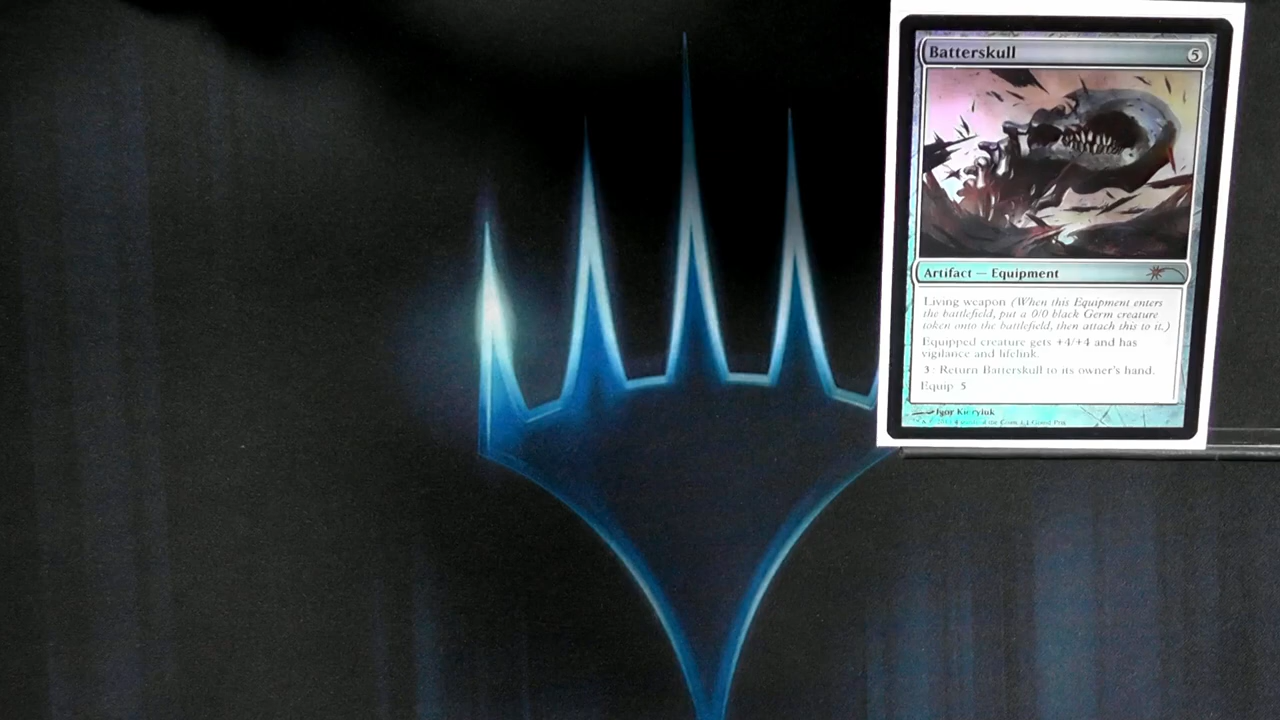 Batterskull 5
Artifact — Equipment
Living weapon (When this Equipment enters
the battlefield, put a 0/0 black Germ creature
token onto the battlefield, then attach this to it.)
Equipped creature gets +4/+4 and has
vigilance and lifelink.
3: Return Batterskull to its owner's hand.
Equip 5
Igor Kieryluk